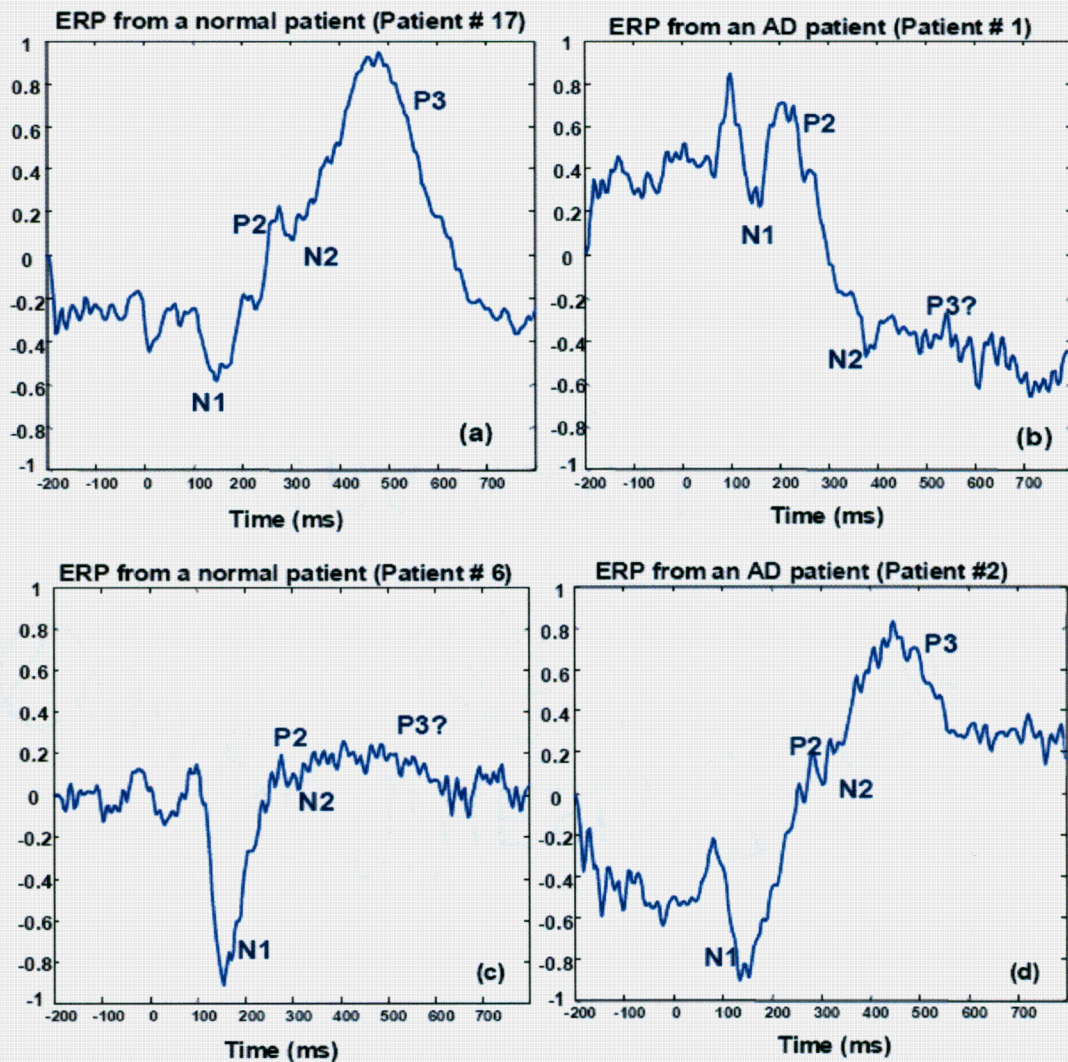 ERP from a normal patient (Patient # 17)
1
0.8
0.6
0.4
0.2
0
-0.2
-0.4
-0.6
-0.8
-1
P3
P2
N2
N1
(a)
-200 -100 0 100 200 300 400 500 600 700
Time (ms)
ERP from an AD patient (Patient # 1)
1
0.8
0.6
0.4
0.2
0
-0.2
-0.4
-0.6
-0.8
-1
P2
N1
P3?
N2
(b)
-200 -100 0 100 200 300 400 500 600 700
Time (ms)
ERP from a normal patient (Patient # 6)
1
0.8
0.6
0.4
0.2
0
-0.2
-0.4
-0.6
-0.8
-1
P2
P3?
N2
N1
(c)
-200 -100 0 100 200 300 400 500 600 700
Time (ms)
ERP from an AD patient (Patient #2)
1
0.8
0.6
0.4
0.2
0
-0.2
-0.4
-0.6
-0.8
-1
P3
P2
N2
N1
(d)
-200 -100 0 100 200 300 400 500 600 700
Time (ms)